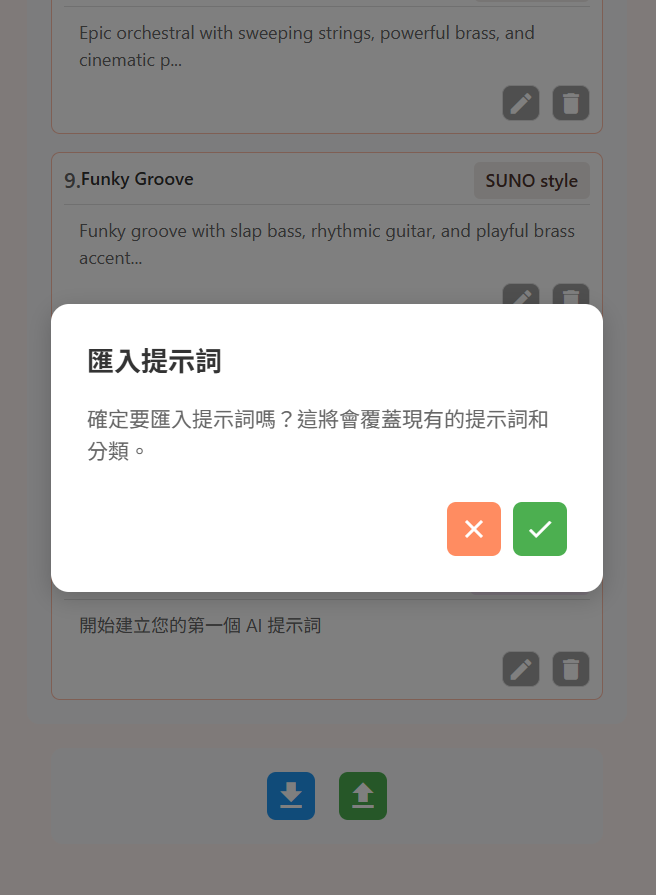 Epic orchestral with sweeping strings, powerful brass, and
cinematic p...
9.Funky Groove
SUNO style
Funky groove with slap bass, rhythmic guitar, and playful brass
accent...
匯入提示詞
確定要匯入提示詞嗎？這將會覆蓋現有的提示詞和
分類。
開始建立您的第一個 AI 提示詞